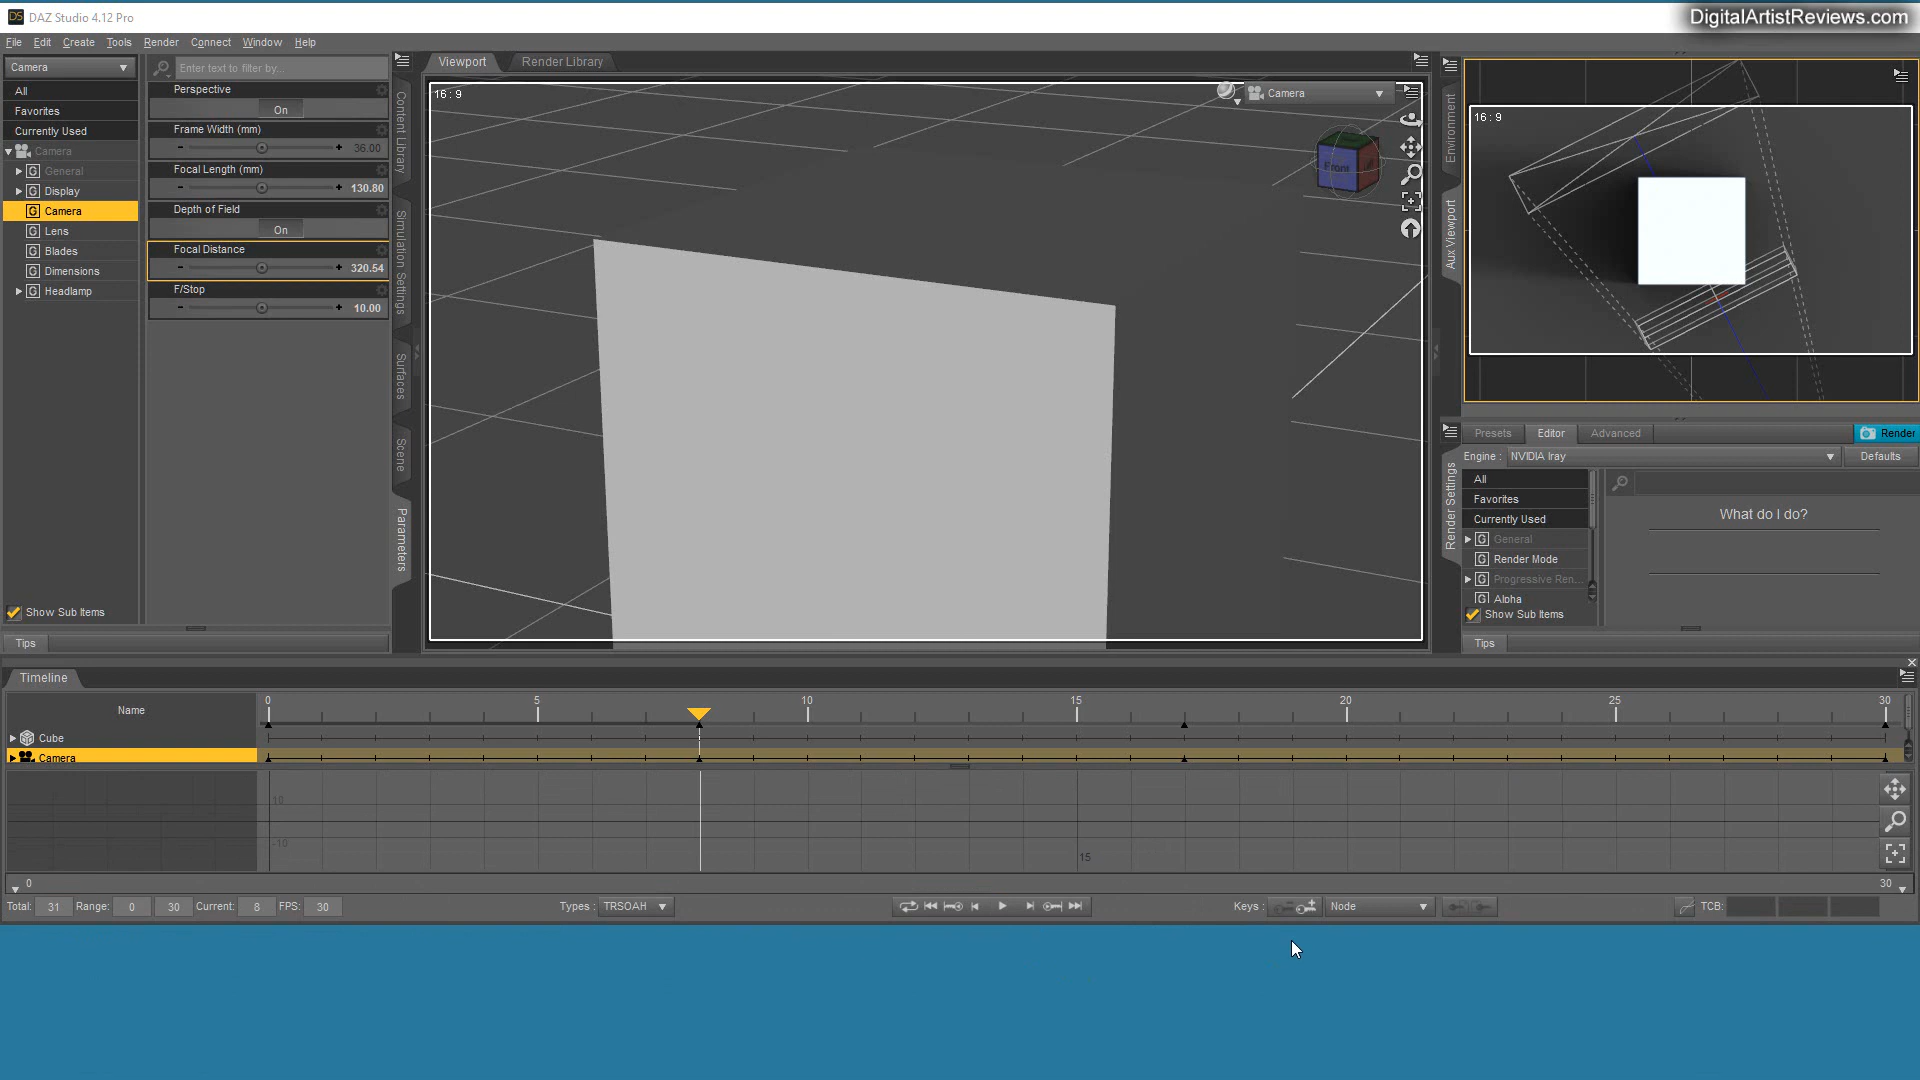 DS DAZ Studio 4.12 Pro
DigitalArtistReviews.com
File Edit Create Tools Render Connect Window Help
Camera
Enter text to filter by...
All
Favorites
Currently Used
Camera
G General
G Display
G Camera
G Lens
G Blades
G Dimensions
G Headlamp
Show Sub Items
Tips
Perspective
On
Frame Width (mm)
- + 36.00
Focal Length (mm)
- + 130.80
Depth of Field
On
Focal Distance
- + 320.54
F/Stop
- + 10.00
Content Library
Simulation Settings
Surfaces
Scene
Parameters
Viewport Render Library
16 : 9
Camera
Front
Environment
Aux Viewport
16 : 9
Render Settings
Presets Editor Advanced Render
Engine : NVIDIA Iray Defaults
All
Favorites
Currently Used
G General
G Render Mode
G Progressive Ren...
G Alpha
Show Sub Items
What do I do?
Tips
Timeline
Name
0 5 10 15 20 25 30
Cube
Camera
10
-10
15
0 30
Total: 31 Range: 0 30 Current: 8 FPS: 30 Types : TRSOAH Keys : Node TCB: